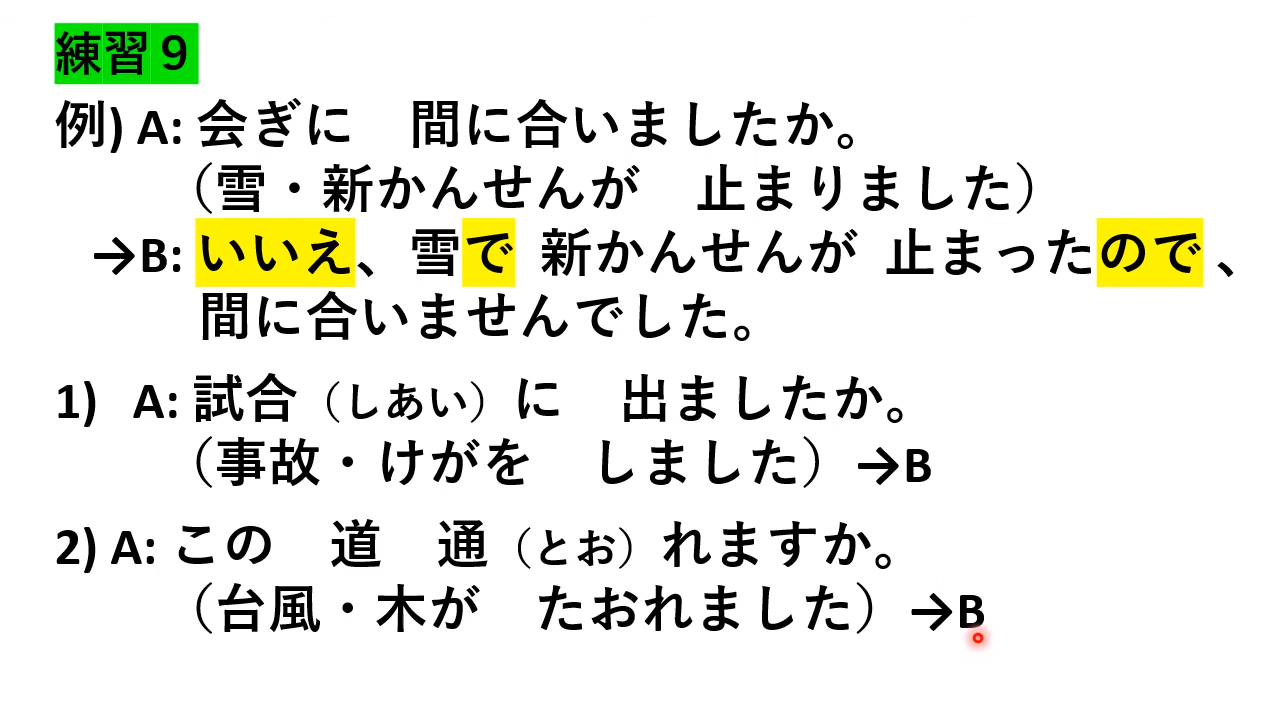 練習９
例) A: 会ぎに　間に合いましたか。
（雪・新かんせんが　止まりました）
→B: いいえ、雪で 新かんせんが 止まったので 、
間に合いませんでした。
1) A: 試合（しあい）に　出ましたか。
（事故・けがを　しました）→B
2) A: この　道　通（とお）れますか。
（台風・木が　たおれました）→B